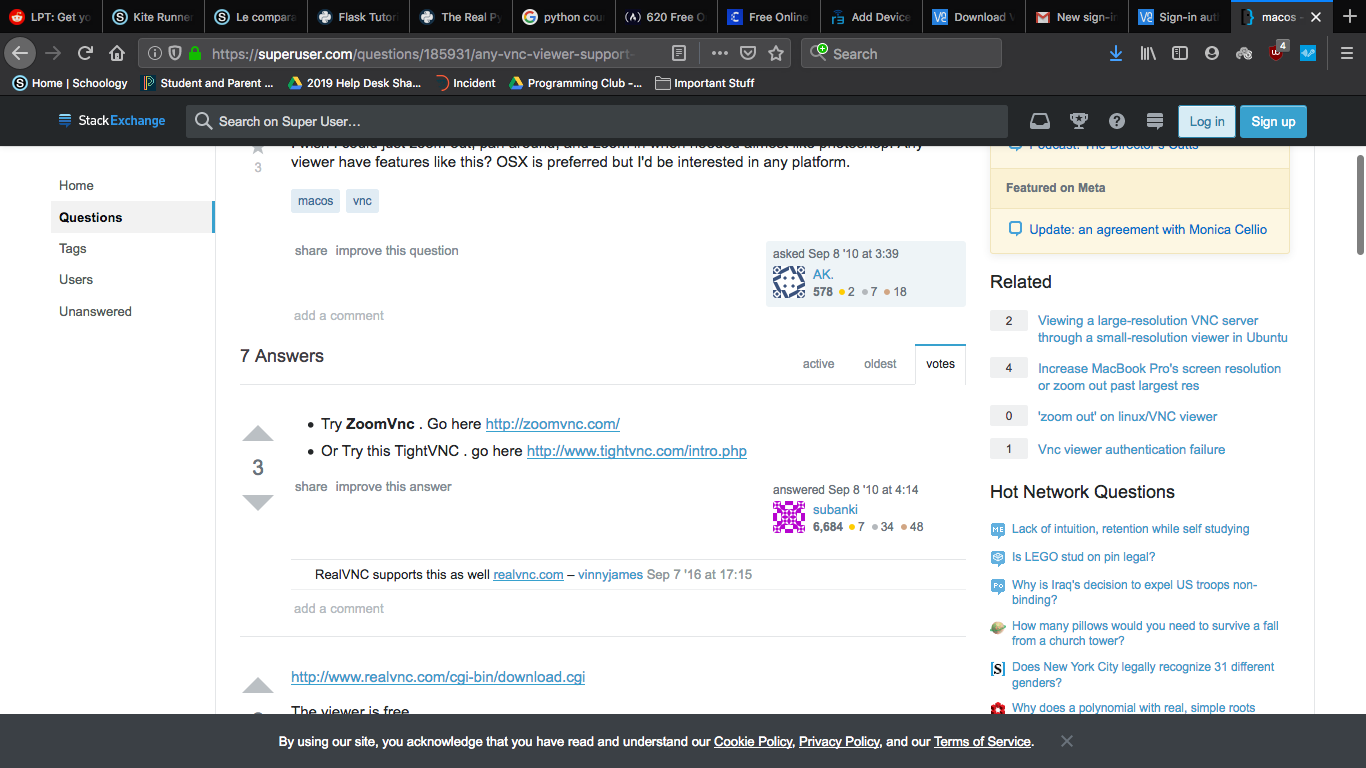 LPT: Get yo
Kite Runner
Le compara
Flask Tutori
The Real Py
python cou
620 Free O
Free Online
Add Device
Download V
New sign-in
Sign-in auth
macos -
https://superuser.com/questions/185931/any-vnc-viewer-support-
Search
4
Home | Schoology
Student and Parent ...
2019 Help Desk Sha...
Incident
Programming Club -...
Important Stuff
StackExchange
Search on Super User...
Log in
Sign up
Home
Questions
Tags
Users
Unanswered
3
viewer have features like this? OSX is preferred but I'd be interested in any platform.
macos vnc
share improve this question
asked Sep 8 '10 at 3:39
AK.
578 2 7 18
add a comment
7 Answers
active oldest votes
3
• Try ZoomVnc . Go here http://zoomvnc.com/
• Or Try this TightVNC . go here http://www.tightvnc.com/intro.php
share improve this answer
answered Sep 8 '10 at 4:14
subanki
6,684 7 34 48
RealVNC supports this as well realvnc.com – vinnyjames Sep 7 '16 at 17:15
add a comment
http://www.realvnc.com/cgi-bin/download.cgi
The viewer is free
Podcast: The Director's Cuts
Featured on Meta
Update: an agreement with Monica Cellio
Related
2 Viewing a large-resolution VNC server
through a small-resolution viewer in Ubuntu
4 Increase MacBook Pro's screen resolution
or zoom out past largest res
0 'zoom out' on linux/VNC viewer
1 Vnc viewer authentication failure
Hot Network Questions
Lack of intuition, retention while self studying
Is LEGO stud on pin legal?
Why is Iraq's decision to expel US troops non-
binding?
How many pillows would you need to survive a fall
from a church tower?
Does New York City legally recognize 31 different
genders?
Why does a polynomial with real, simple roots
By using our site, you acknowledge that you have read and understand our Cookie Policy, Privacy Policy, and our Terms of Service.